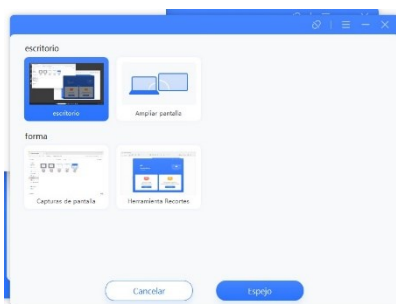 escritorio
escritorio
Ampliar pantalla
forma
Capturas de pantalla
Herramienta Recortes
Cancelar
Espejo